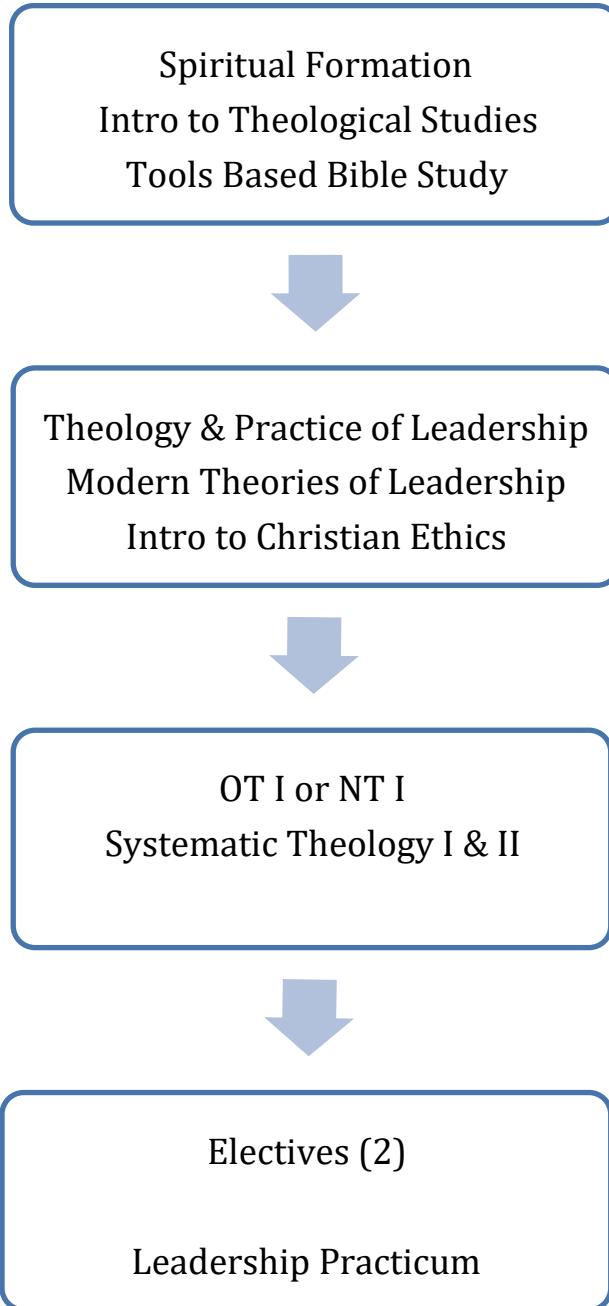 Spiritual Formation
Intro to Theological Studies
Tools Based Bible Study
Theology & Practice of Leadership
Modern Theories of Leadership
Intro to Christian Ethics
OT I or NT I
Systematic Theology I & II
Electives (2)
Leadership Practicum